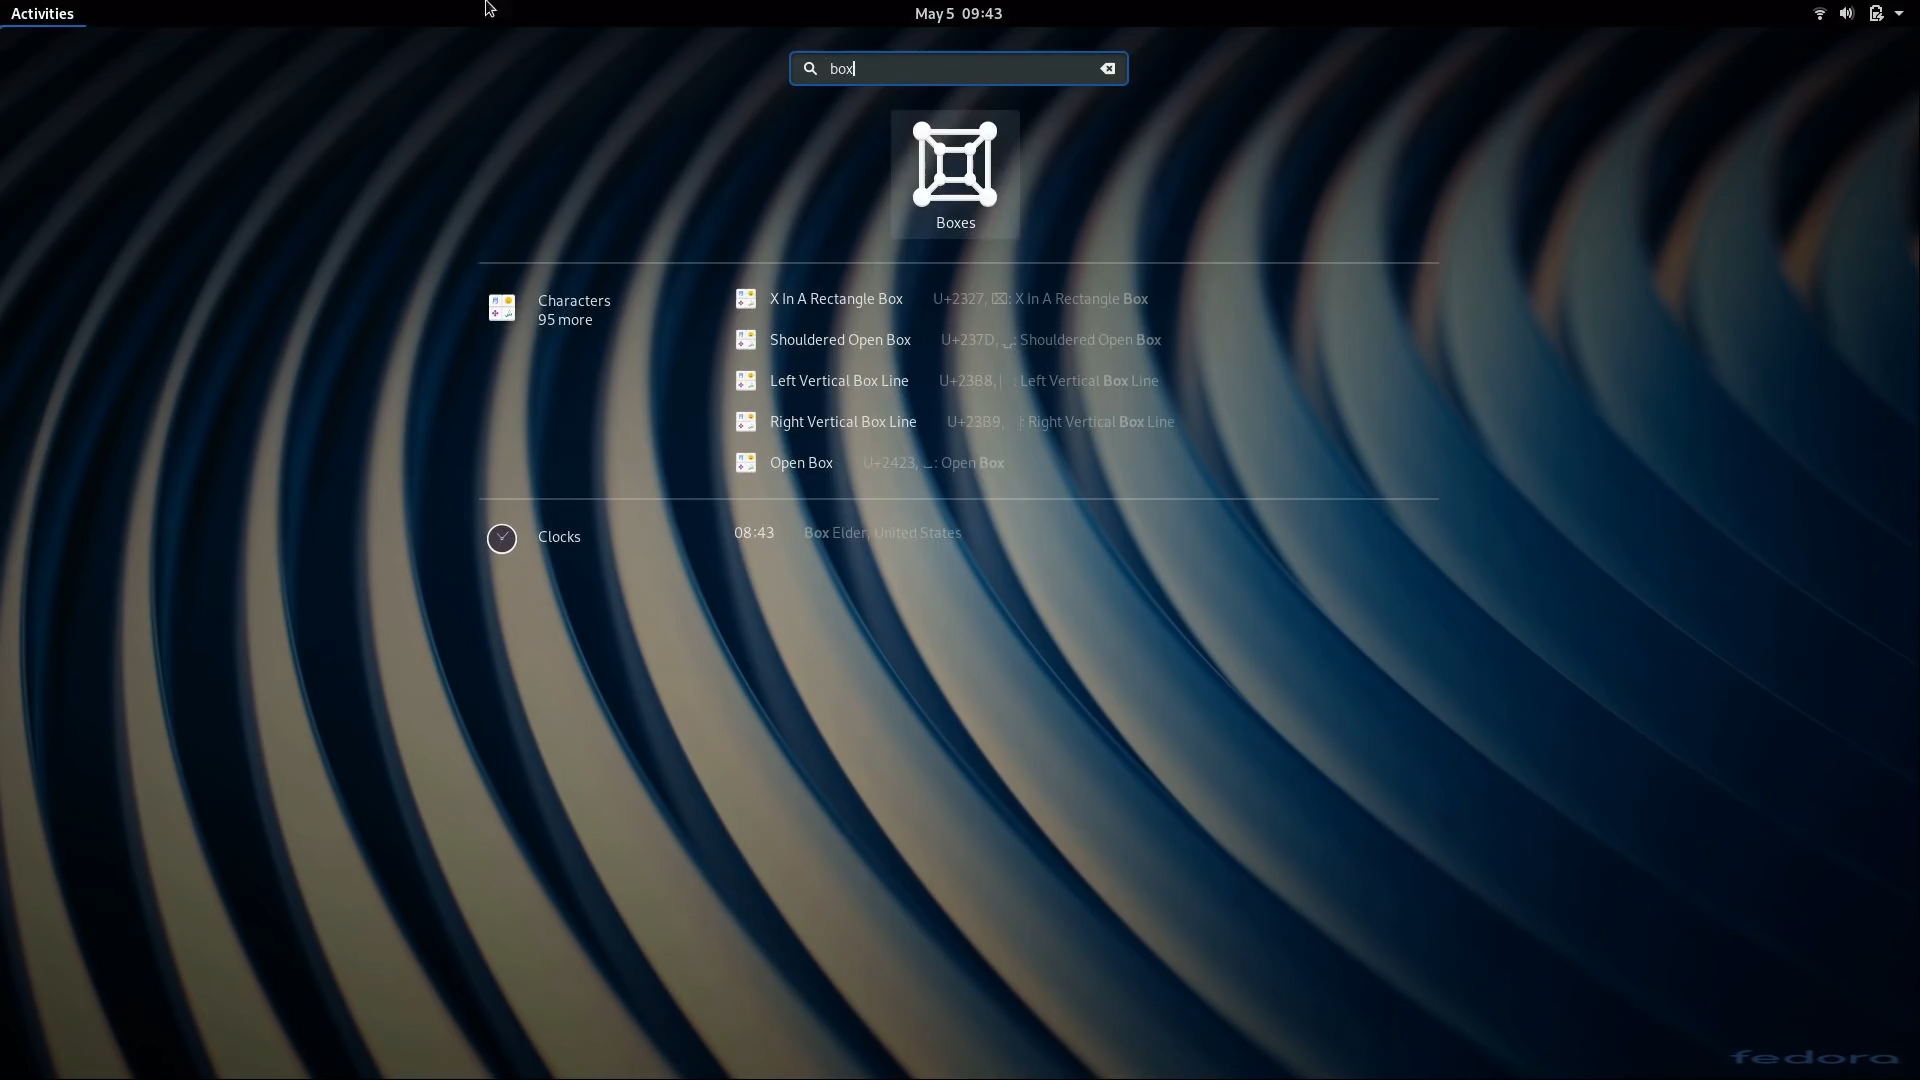 Activities
May 5 09:43
box
Boxes
Characters
95 more
X In A Rectangle Box U+2327, ⌧: X In A Rectangle Box
Shouldered Open Box U+237D, ⍽: Shouldered Open Box
Left Vertical Box Line U+23B8, ⎸: Left Vertical Box Line
Right Vertical Box Line U+23B9, ⎹: Right Vertical Box Line
Open Box U+2423, ␣: Open Box
Clocks
08:43 Box Elder, United States
fedora